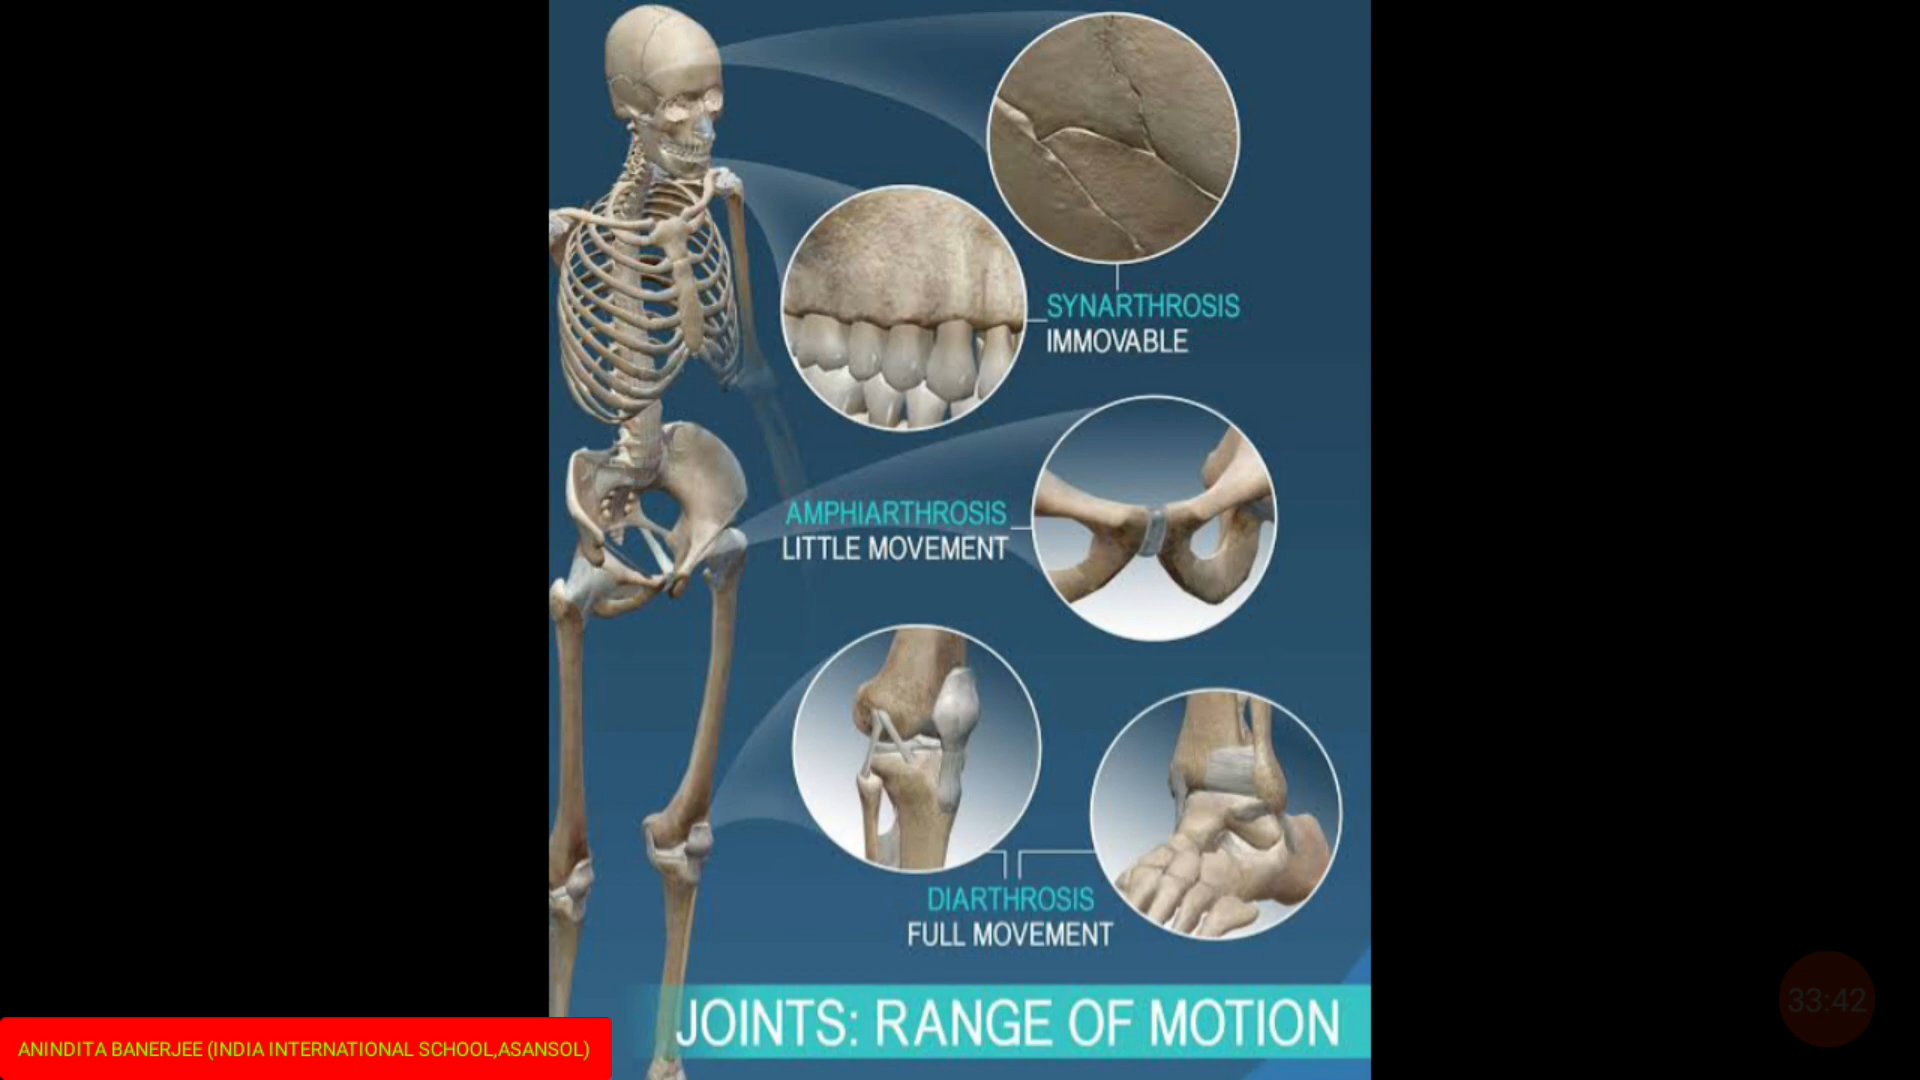 SYNARTHROSIS
IMMOVABLE
AMPHIARTHROSIS
LITTLE MOVEMENT
DIARTHROSIS
FULL MOVEMENT
JOINTS: RANGE OF MOTION
ANINDITA BANERJEE (INDIA INTERNATIONAL SCHOOL,ASANSOL)
33:42